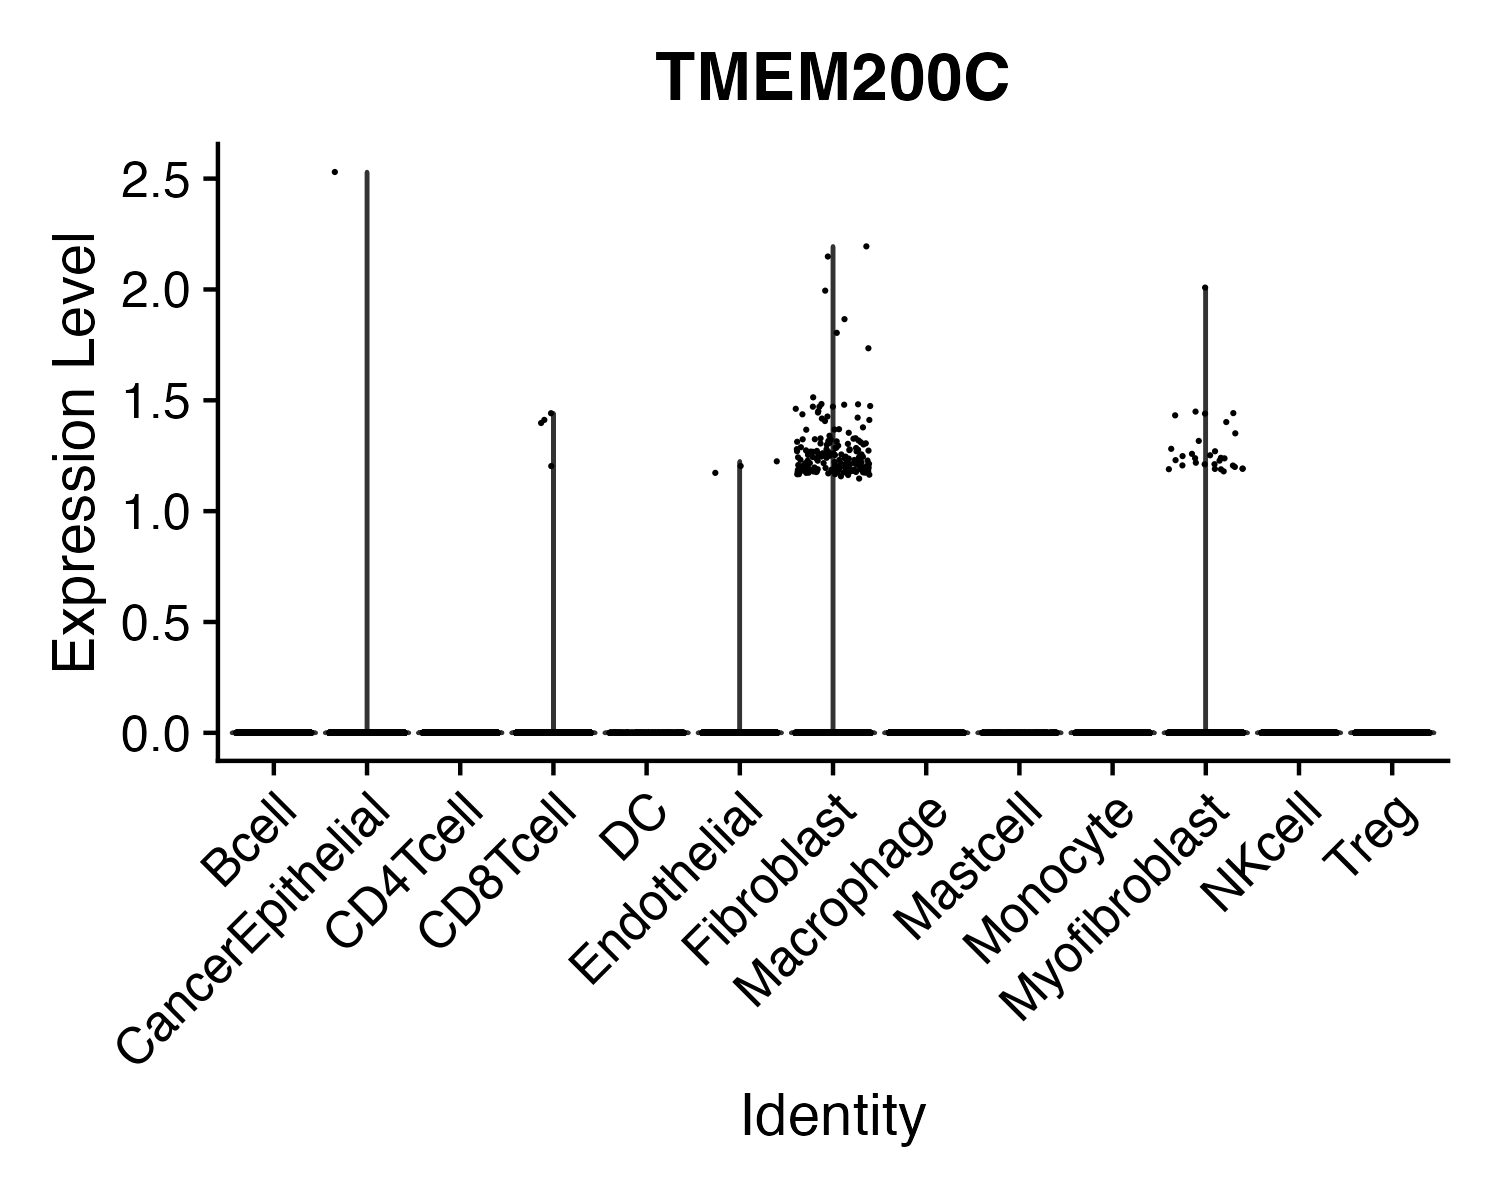 TMEM200C
Expression Level
2.5
2.0
1.5
1.0
0.5
0.0
Bcell
CancerEpithelial
CD4Tcell
CD8Tcell
DC
Endothelial
Fibroblast
Macrophage
Mastcell
Monocyte
Myofibroblast
NKcell
Treg
Identity